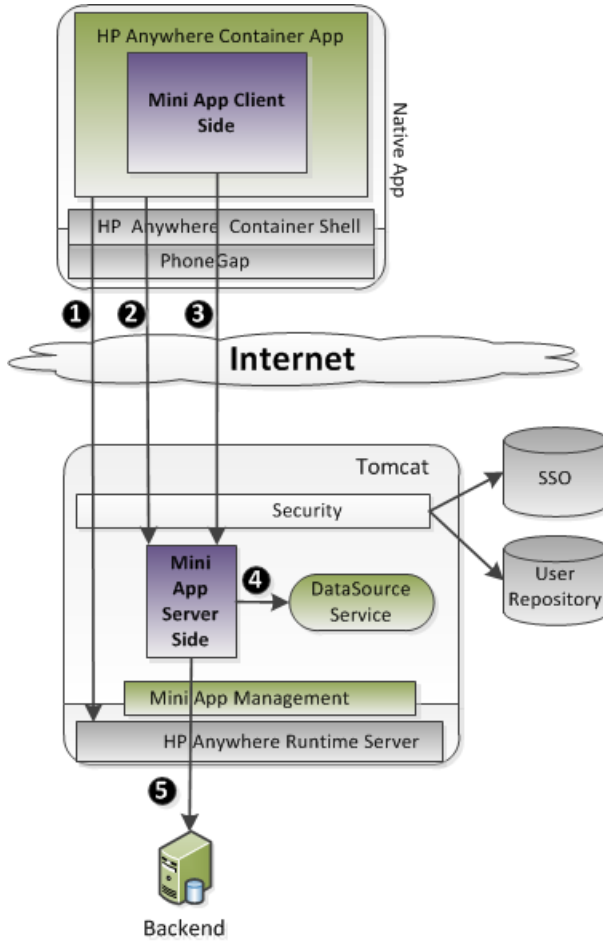 HP Anywhere Container App
Mini App Client
Side
Native App
HP Anywhere Container Shell
PhoneGap
1
2
3
Internet
Tomcat
SSO
Security
Mini
App
Server
Side
4
DataSource
Service
User
Repository
Mini App Management
HP Anywhere Runtime Server
5
Backend